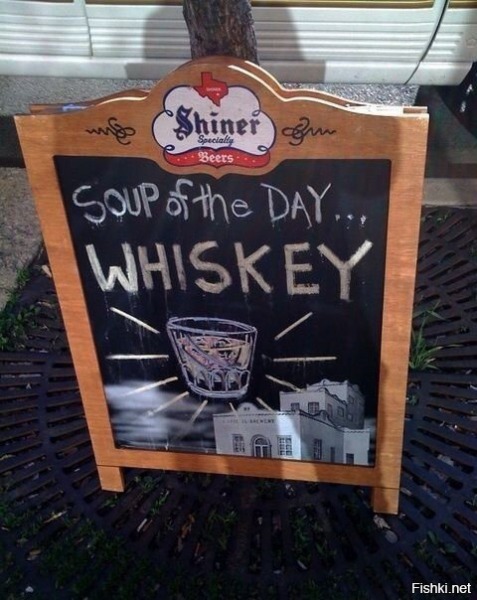 Shiner
Specialty
Beers
SOUP of the DAY...
WHISKEY
Fishki.net